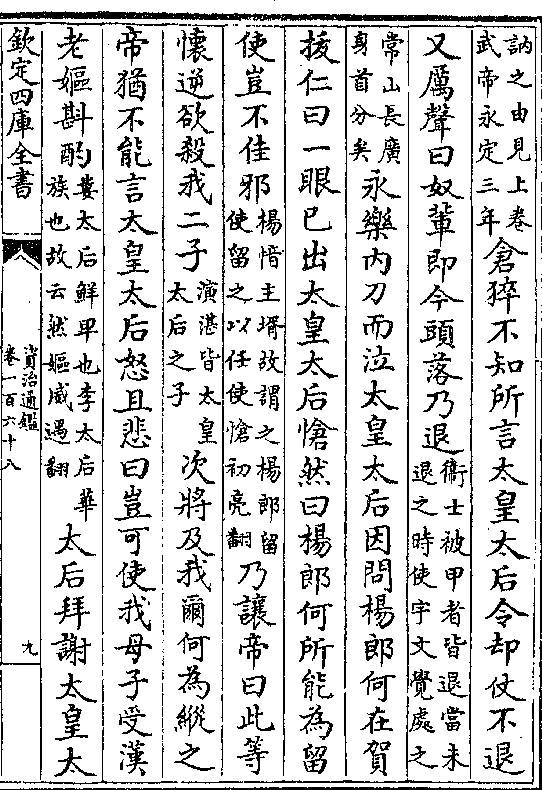 訥之由見上卷
武帝永定三年
倉猝不知所言太皇太后令却仗不退
又厲聲曰奴輩即今頭落乃退
衛士被甲者皆退當未
退之時使宇文覺處之
常山長廣
身首分矣
永樂內刀而泣太皇太后因問楊郎何在賀
拔仁曰一眼已出太皇太后愴然曰楊郎何所能為留
使豈不佳邪
楊愔主壻故謂之楊郎留
使留之以任使愴初亮翻
乃讓帝曰此等
懷逆欲殺我二子
演湛皆太皇
太后之子
次將及我爾何為縱之
帝猶不能言太皇太后怒且悲曰豈可使我母子受漢
老嫗斟酌
婁太后鮮卑也李太后華
族也故云然嫗威遇翻
太后拜謝太皇太
欽定四庫全書
資治通鑑
卷一百六十八
九